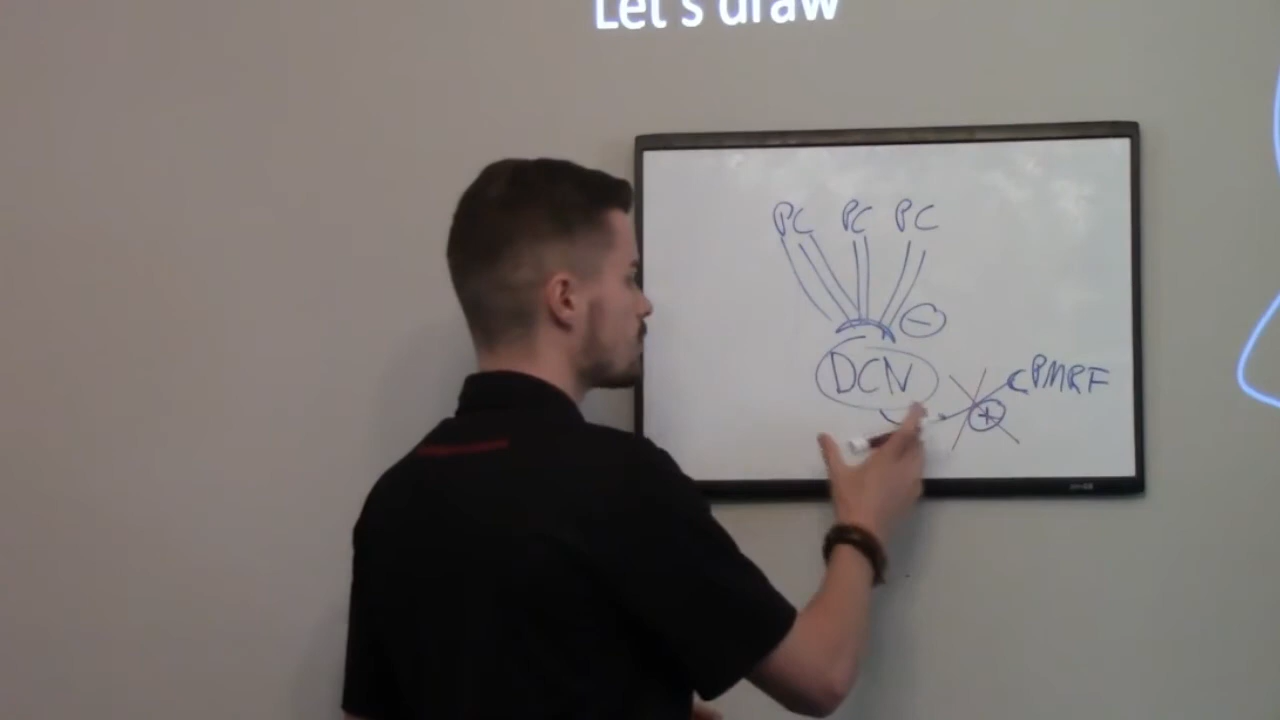 Let's draw
PC PC PC
−
DCN
cPMRF
+